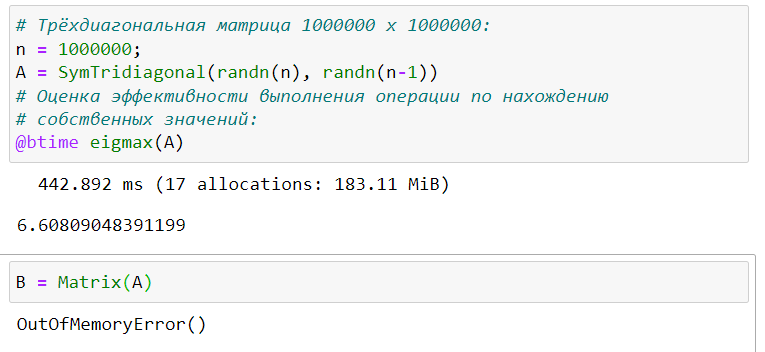 # Трёхдиагональная матрица 1000000 x 1000000:
n = 1000000;
A = SymTridiagonal(randn(n), randn(n-1))
# Оценка эффективности выполнения операции по нахождению
# собственных значений:
@btime eigmax(A)
442.892 ms (17 allocations: 183.11 MiB)
6.60809048391199
B = Matrix(A)
OutOfMemoryError()